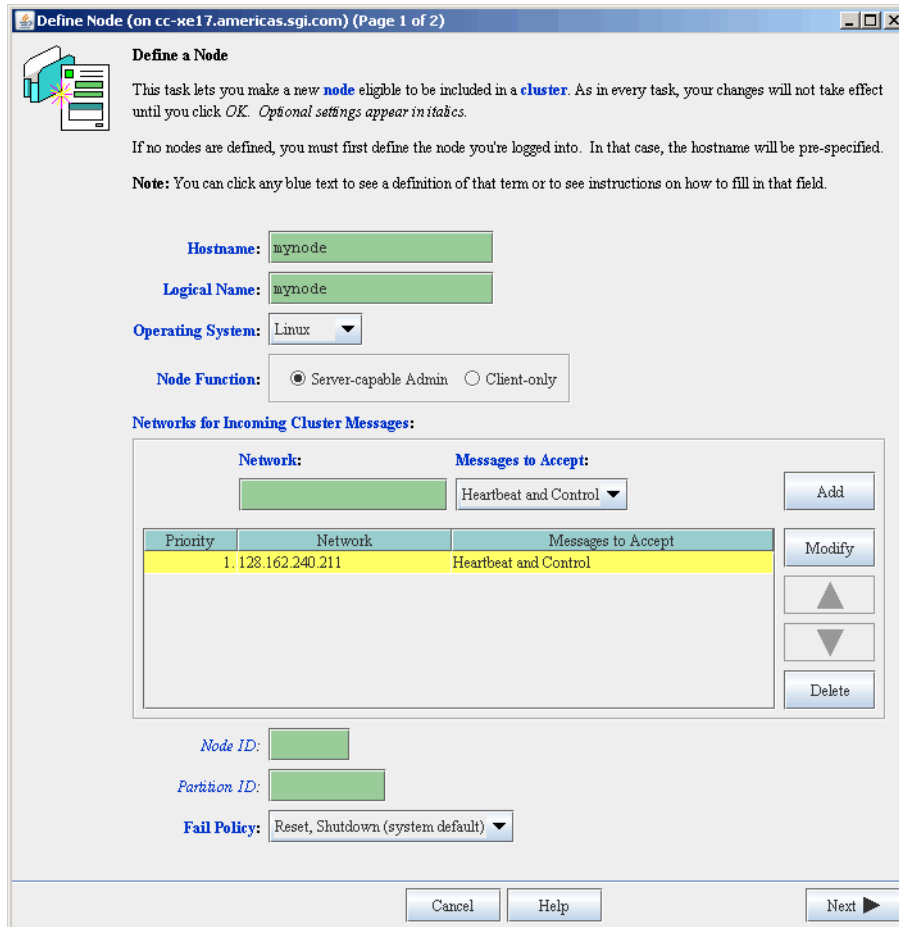 Define Node (on cc-xe17.americas.sgi.com) (Page 1 of 2)
Define a Node
This task lets you make a new node eligible to be included in a cluster. As in every task, your changes will not take effect
until you click OK. Optional settings appear in italics.
If no nodes are defined, you must first define the node you're logged into. In that case, the hostname will be pre-specified.
Note: You can click any blue text to see a definition of that term or to see instructions on how to fill in that field.
Hostname: mynode
Logical Name: mynode
Operating System: Linux
Node Function: Server-capable Admin Client-only
Networks for Incoming Cluster Messages:
Network: Messages to Accept:
Heartbeat and Control Add
Priority Network Messages to Accept
1. 128.162.240.211 Heartbeat and Control
Modify
Delete
Node ID:
Partition ID:
Fail Policy: Reset, Shutdown (system default)
Cancel Help Next